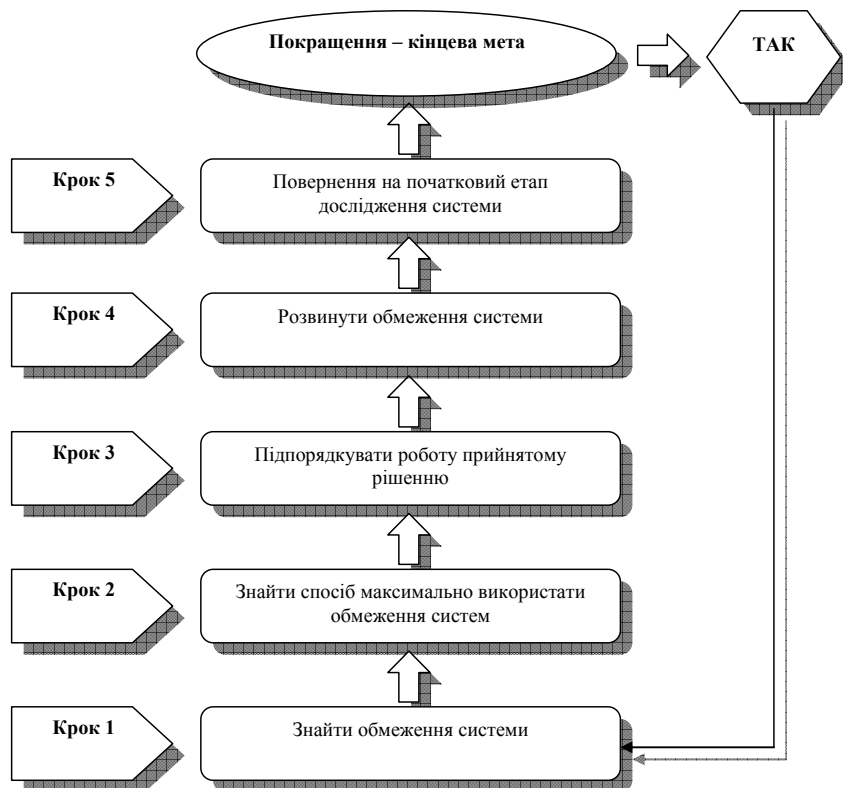 Покращення – кінцева мета
ТАК
Крок 5
Повернення на початковий етап
дослідження системи
Крок 4
Розвинути обмеження системи
Крок 3
Підпорядкувати роботу прийнятому
рішенню
Крок 2
Знайти спосіб максимально використати
обмеження систем
Крок 1
Знайти обмеження системи